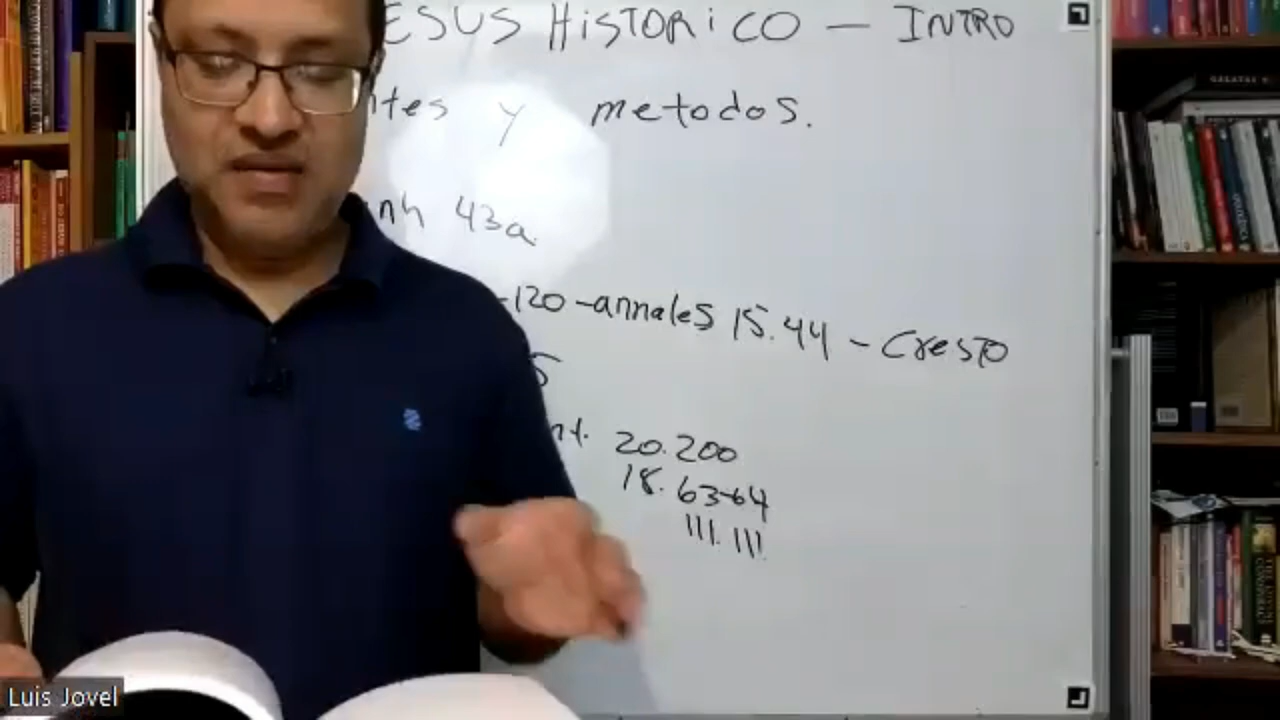 ESUS HISTORICO — INTRO
ntes y metodos.
nh 43a
-120 - annales 15.44 - Cresto
5
nt. 20.200
18. 63-64
111. 111.
Luis Jovel